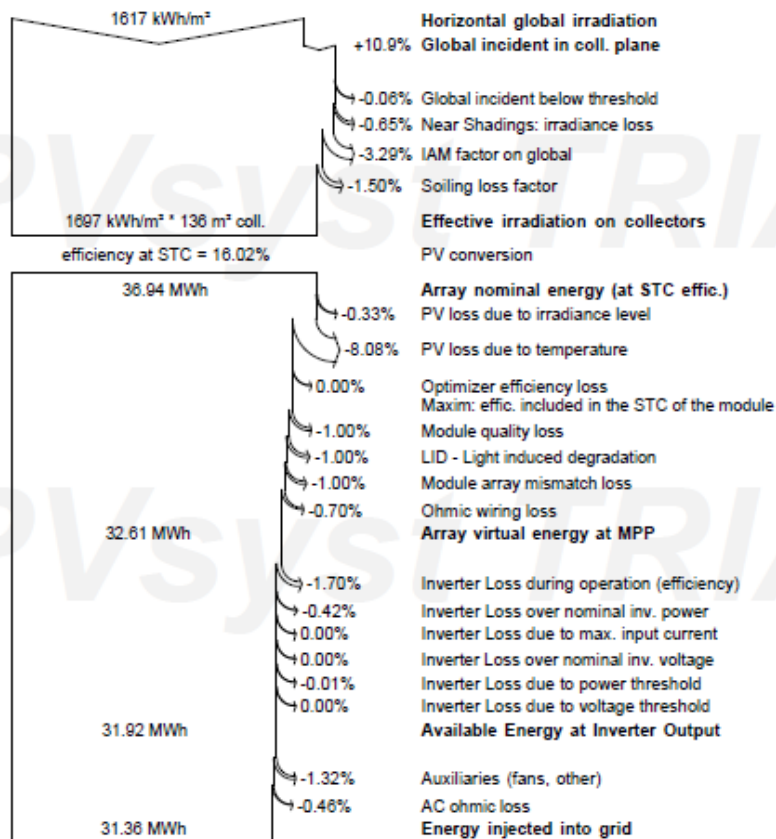 1617 kWh/m² Horizontal global irradiation
+10.9% Global incident in coll. plane
-0.06% Global incident below threshold
-0.65% Near Shadings: irradiance loss
-3.29% IAM factor on global
-1.50% Soiling loss factor
1697 kWh/m² * 136 m² coll. Effective irradiation on collectors
efficiency at STC = 16.02% PV conversion
36.94 MWh Array nominal energy (at STC effic.)
-0.33% PV loss due to irradiance level
-8.08% PV loss due to temperature
0.00% Optimizer efficiency loss
Maxim: effic. included in the STC of the module
-1.00% Module quality loss
-1.00% LID - Light induced degradation
-1.00% Module array mismatch loss
-0.70% Ohmic wiring loss
32.61 MWh Array virtual energy at MPP
-1.70% Inverter Loss during operation (efficiency)
-0.42% Inverter Loss over nominal inv. power
0.00% Inverter Loss due to max. input current
0.00% Inverter Loss over nominal inv. voltage
-0.01% Inverter Loss due to power threshold
0.00% Inverter Loss due to voltage threshold
31.92 MWh Available Energy at Inverter Output
-1.32% Auxiliaries (fans, other)
-0.46% AC ohmic loss
31.36 MWh Energy injected into grid
PVsyst TRIA
PVsyst TRIA